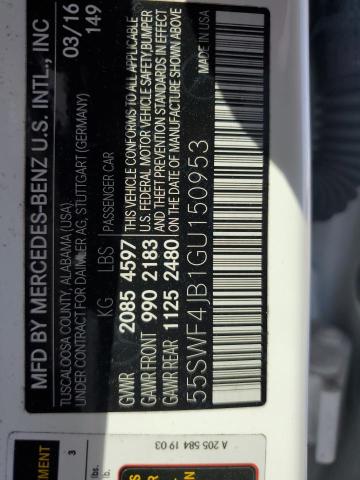 MFD BY MERCEDES-BENZ U.S. INTL., INC
TUSCALOOSA COUNTY, ALABAMA (USA)
UNDER CONTRACT FOR DAIMLER AG, STUTTGART (GERMANY)
03/16
149
KG LBS PASSENGER CAR
GVWR 2085 4597
GAWR FRONT 990 2183
GAWR REAR 1125 2480
THIS VEHICLE CONFORMS TO ALL APPLICABLE
U.S. FEDERAL MOTOR VEHICLE SAFETY/BUMPER
AND THEFT PREVENTION STANDARDS IN EFFECT
ON THE DATE OF MANUFACTURE SHOWN ABOVE
55SWF4JB1GU150953
A 205 584 19 03
3
lbs.
lb.